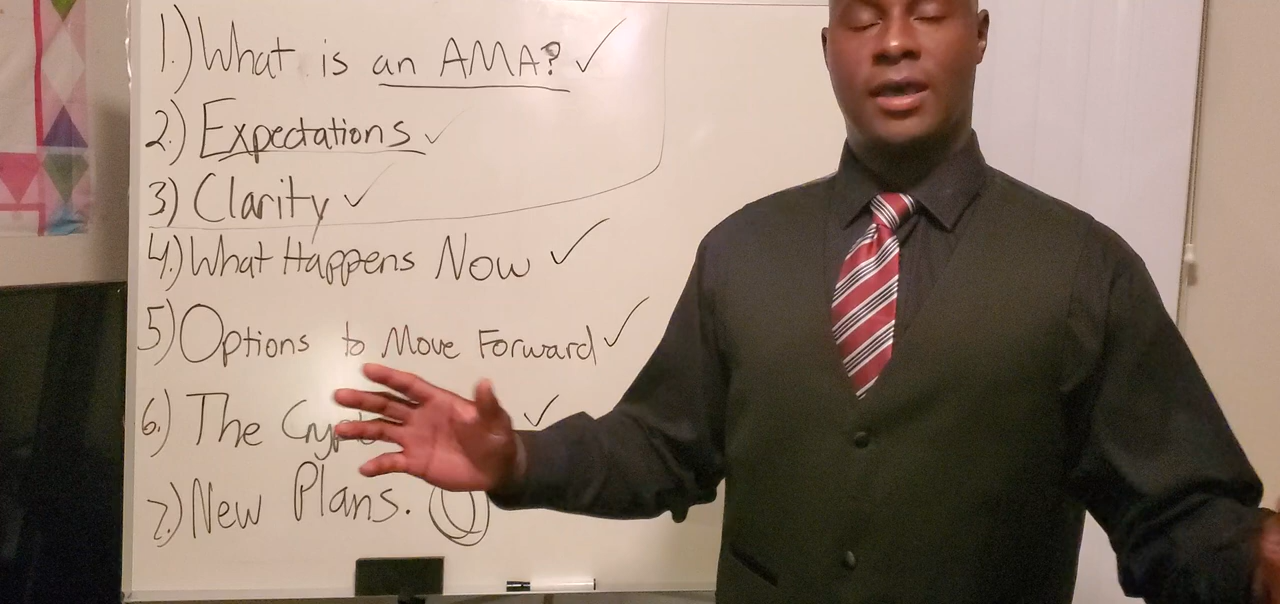 1.) What is an AMA? ✓
2.) Expectations ✓
3) Clarity ✓
4.) What Happens Now ✓
5) Options to Move Forward ✓
6.) The ✓
7.) New Plans.